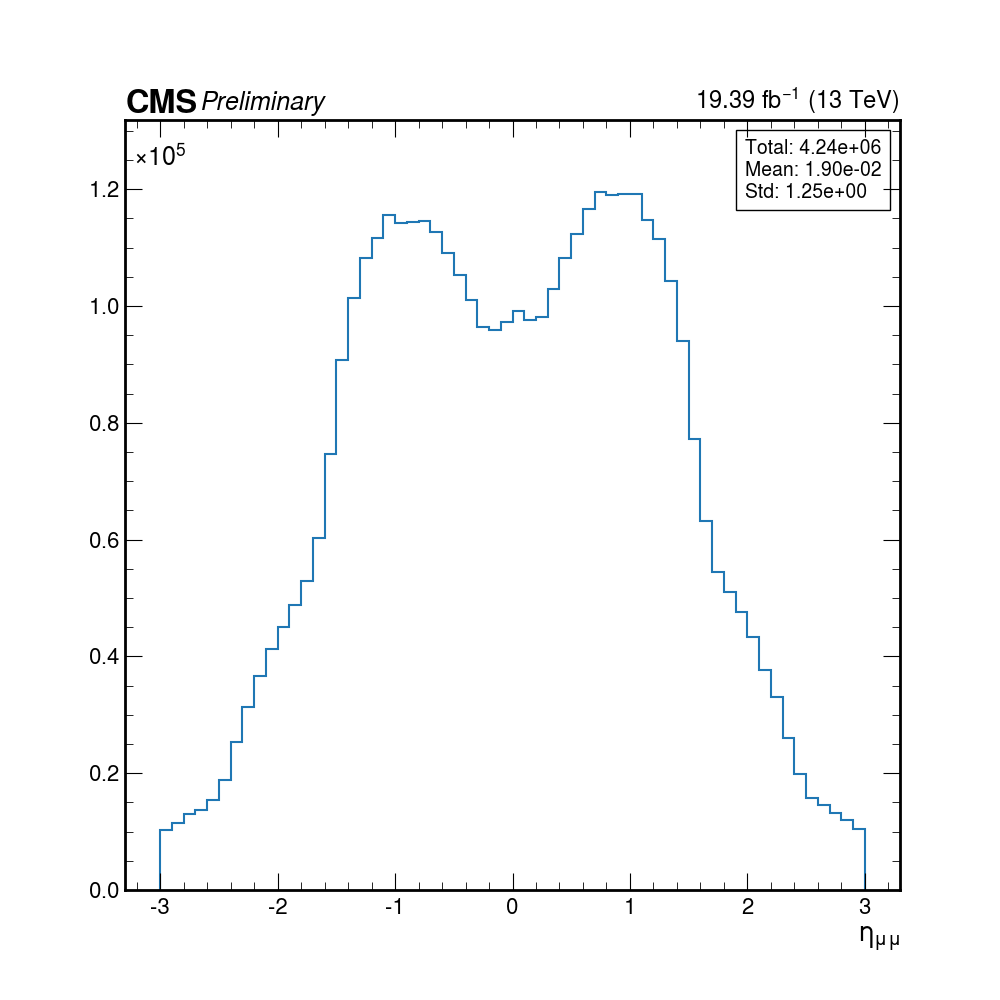 CMS Preliminary 19.39 fb⁻¹ (13 TeV)
×10⁵
Total: 4.24e+06
Mean: 1.90e-02
Std: 1.25e+00
1.2
1.0
0.8
0.6
0.4
0.2
0.0
-3 -2 -1 0 1 2 3
η_μμ